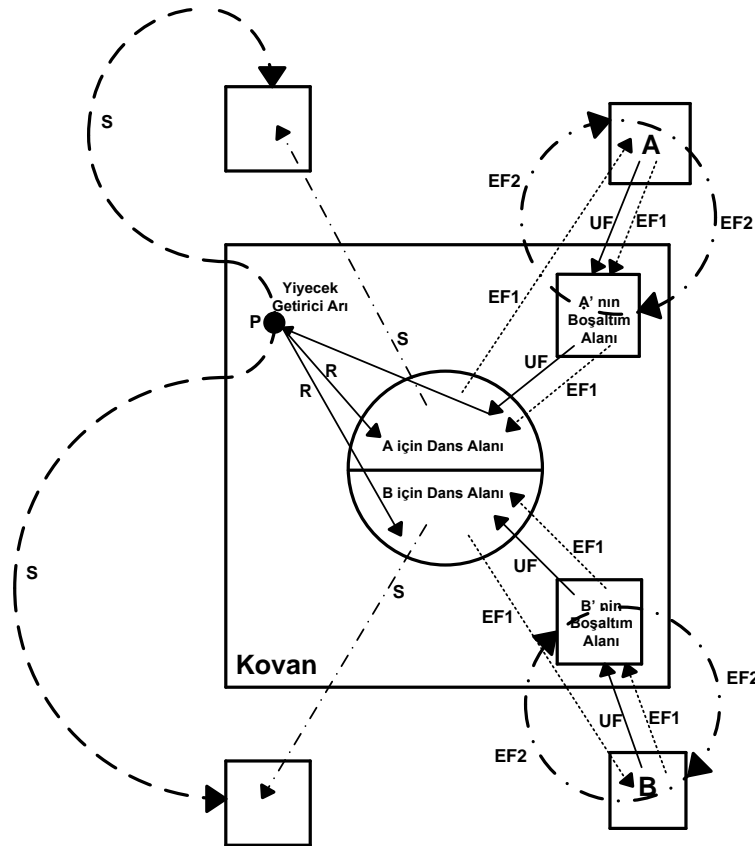 S
A
EF2
UF
EF1
EF2
Yiyecek
Getirici Arı
P
EF1
A' nın
Boşaltım
Alanı
S
R
R
UF
EF1
A için Dans Alanı
B için Dans Alanı
EF1
UF
S
S
EF1
B' nin
Boşaltım
Alanı
Kovan
EF2
UF
EF1
EF2
B